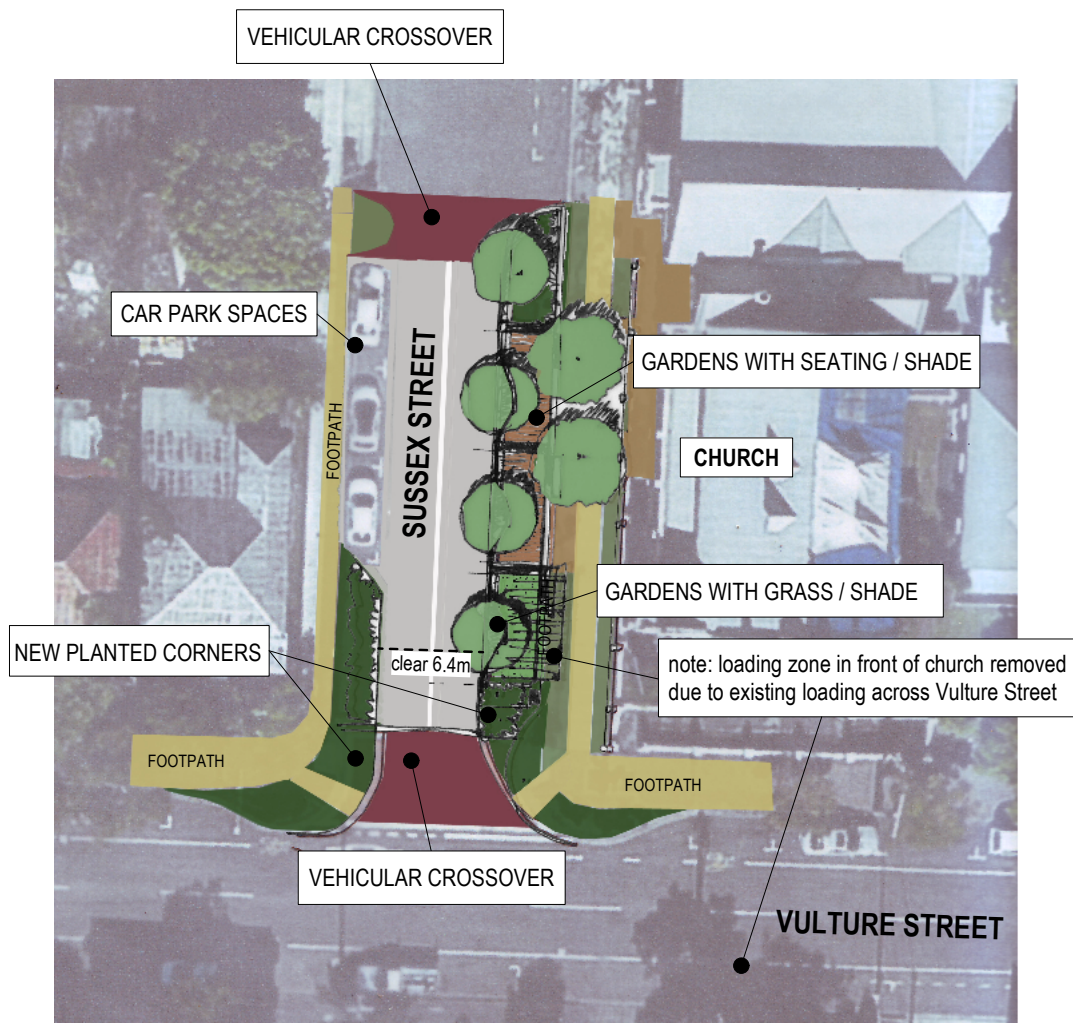 VEHICULAR CROSSOVER
CAR PARK SPACES
FOOTPATH
SUSSEX STREET
GARDENS WITH SEATING / SHADE
CHURCH
GARDENS WITH GRASS / SHADE
FOOTPATH
NEW PLANTED CORNERS
clear 6.4m
note: loading zone in front of church removed
due to existing loading across Vulture Street
FOOTPATH
FOOTPATH
VEHICULAR CROSSOVER
VULTURE STREET